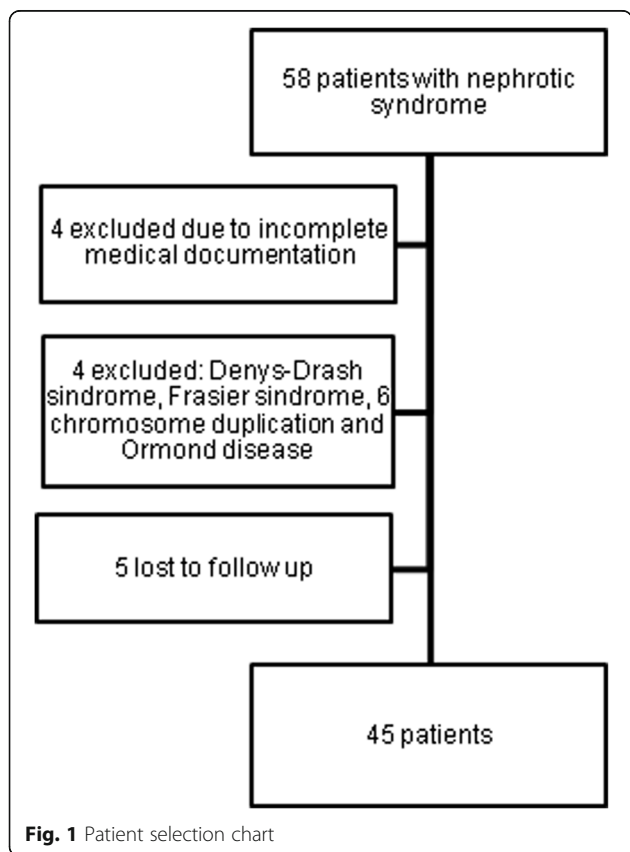 58 patients with nephrotic
syndrome
4 excluded due to incomplete
medical documentation
4 excluded: Denys-Drash
sindrome, Frasier sindrome, 6
chromosome duplication and
Ormond disease
5 lost to follow up
45 patients
Fig. 1 Patient selection chart